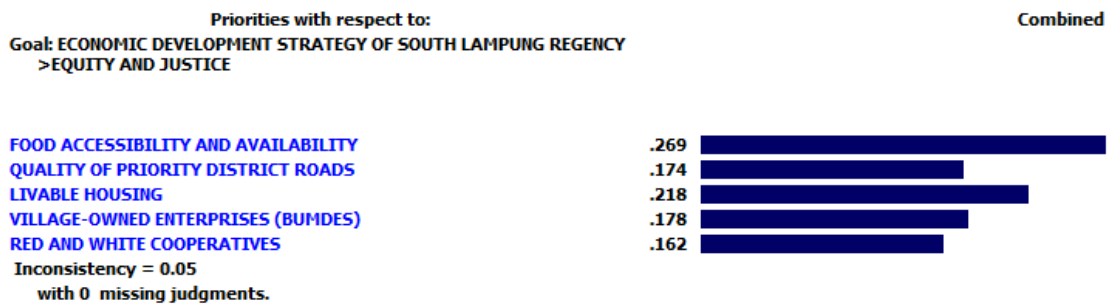 Priorities with respect to: Combined
Goal: ECONOMIC DEVELOPMENT STRATEGY OF SOUTH LAMPUNG REGENCY
>EQUITY AND JUSTICE
FOOD ACCESSIBILITY AND AVAILABILITY .269
QUALITY OF PRIORITY DISTRICT ROADS .174
LIVABLE HOUSING .218
VILLAGE-OWNED ENTERPRISES (BUMDES) .178
RED AND WHITE COOPERATIVES .162
Inconsistency = 0.05
with 0 missing judgments.